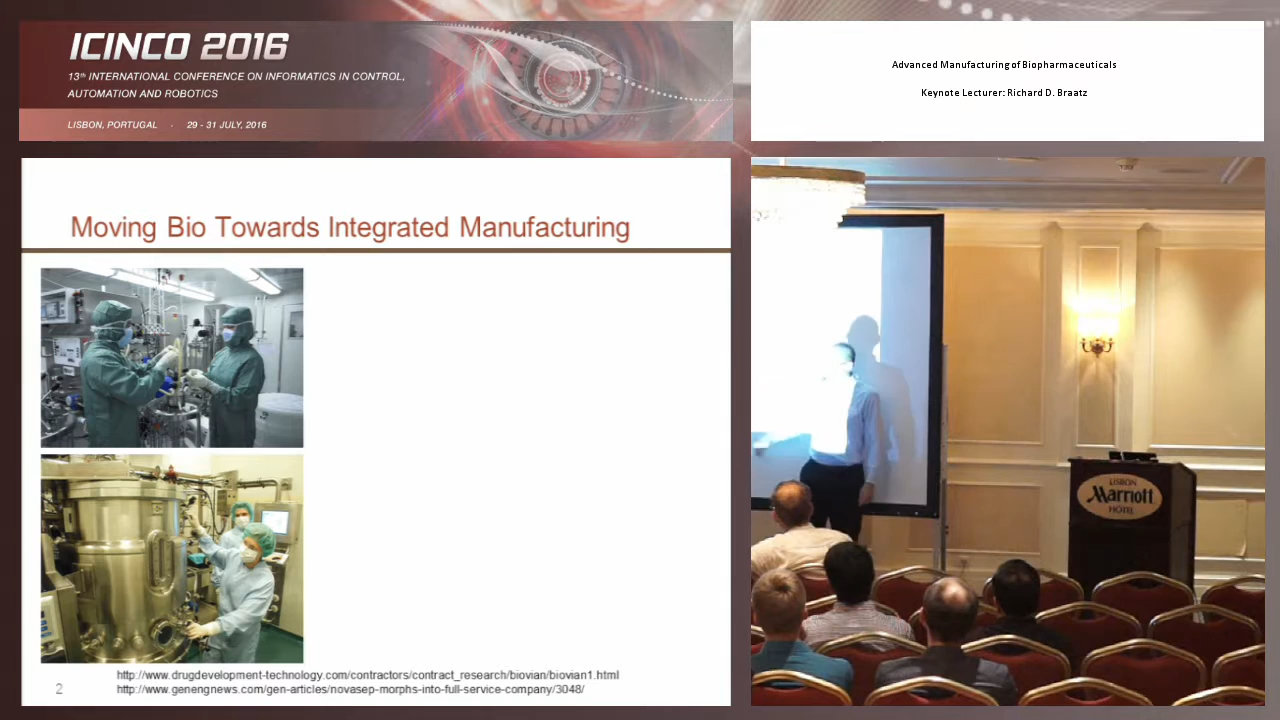 ICINCO 2016
13th INTERNATIONAL CONFERENCE ON INFORMATICS IN CONTROL,
AUTOMATION AND ROBOTICS
LISBON, PORTUGAL · 29 - 31 JULY, 2016
Advanced Manufacturing of Biopharmaceuticals
Keynote Lecturer: Richard D. Braatz
Moving Bio Towards Integrated Manufacturing
http://www.drugdevelopment-technology.com/contractors/contract_research/biovian/biovian1.html
2 http://www.genengnews.com/gen-articles/novasep-morphs-into-full-service-company/3048/
LISBON
Marriott
HOTEL